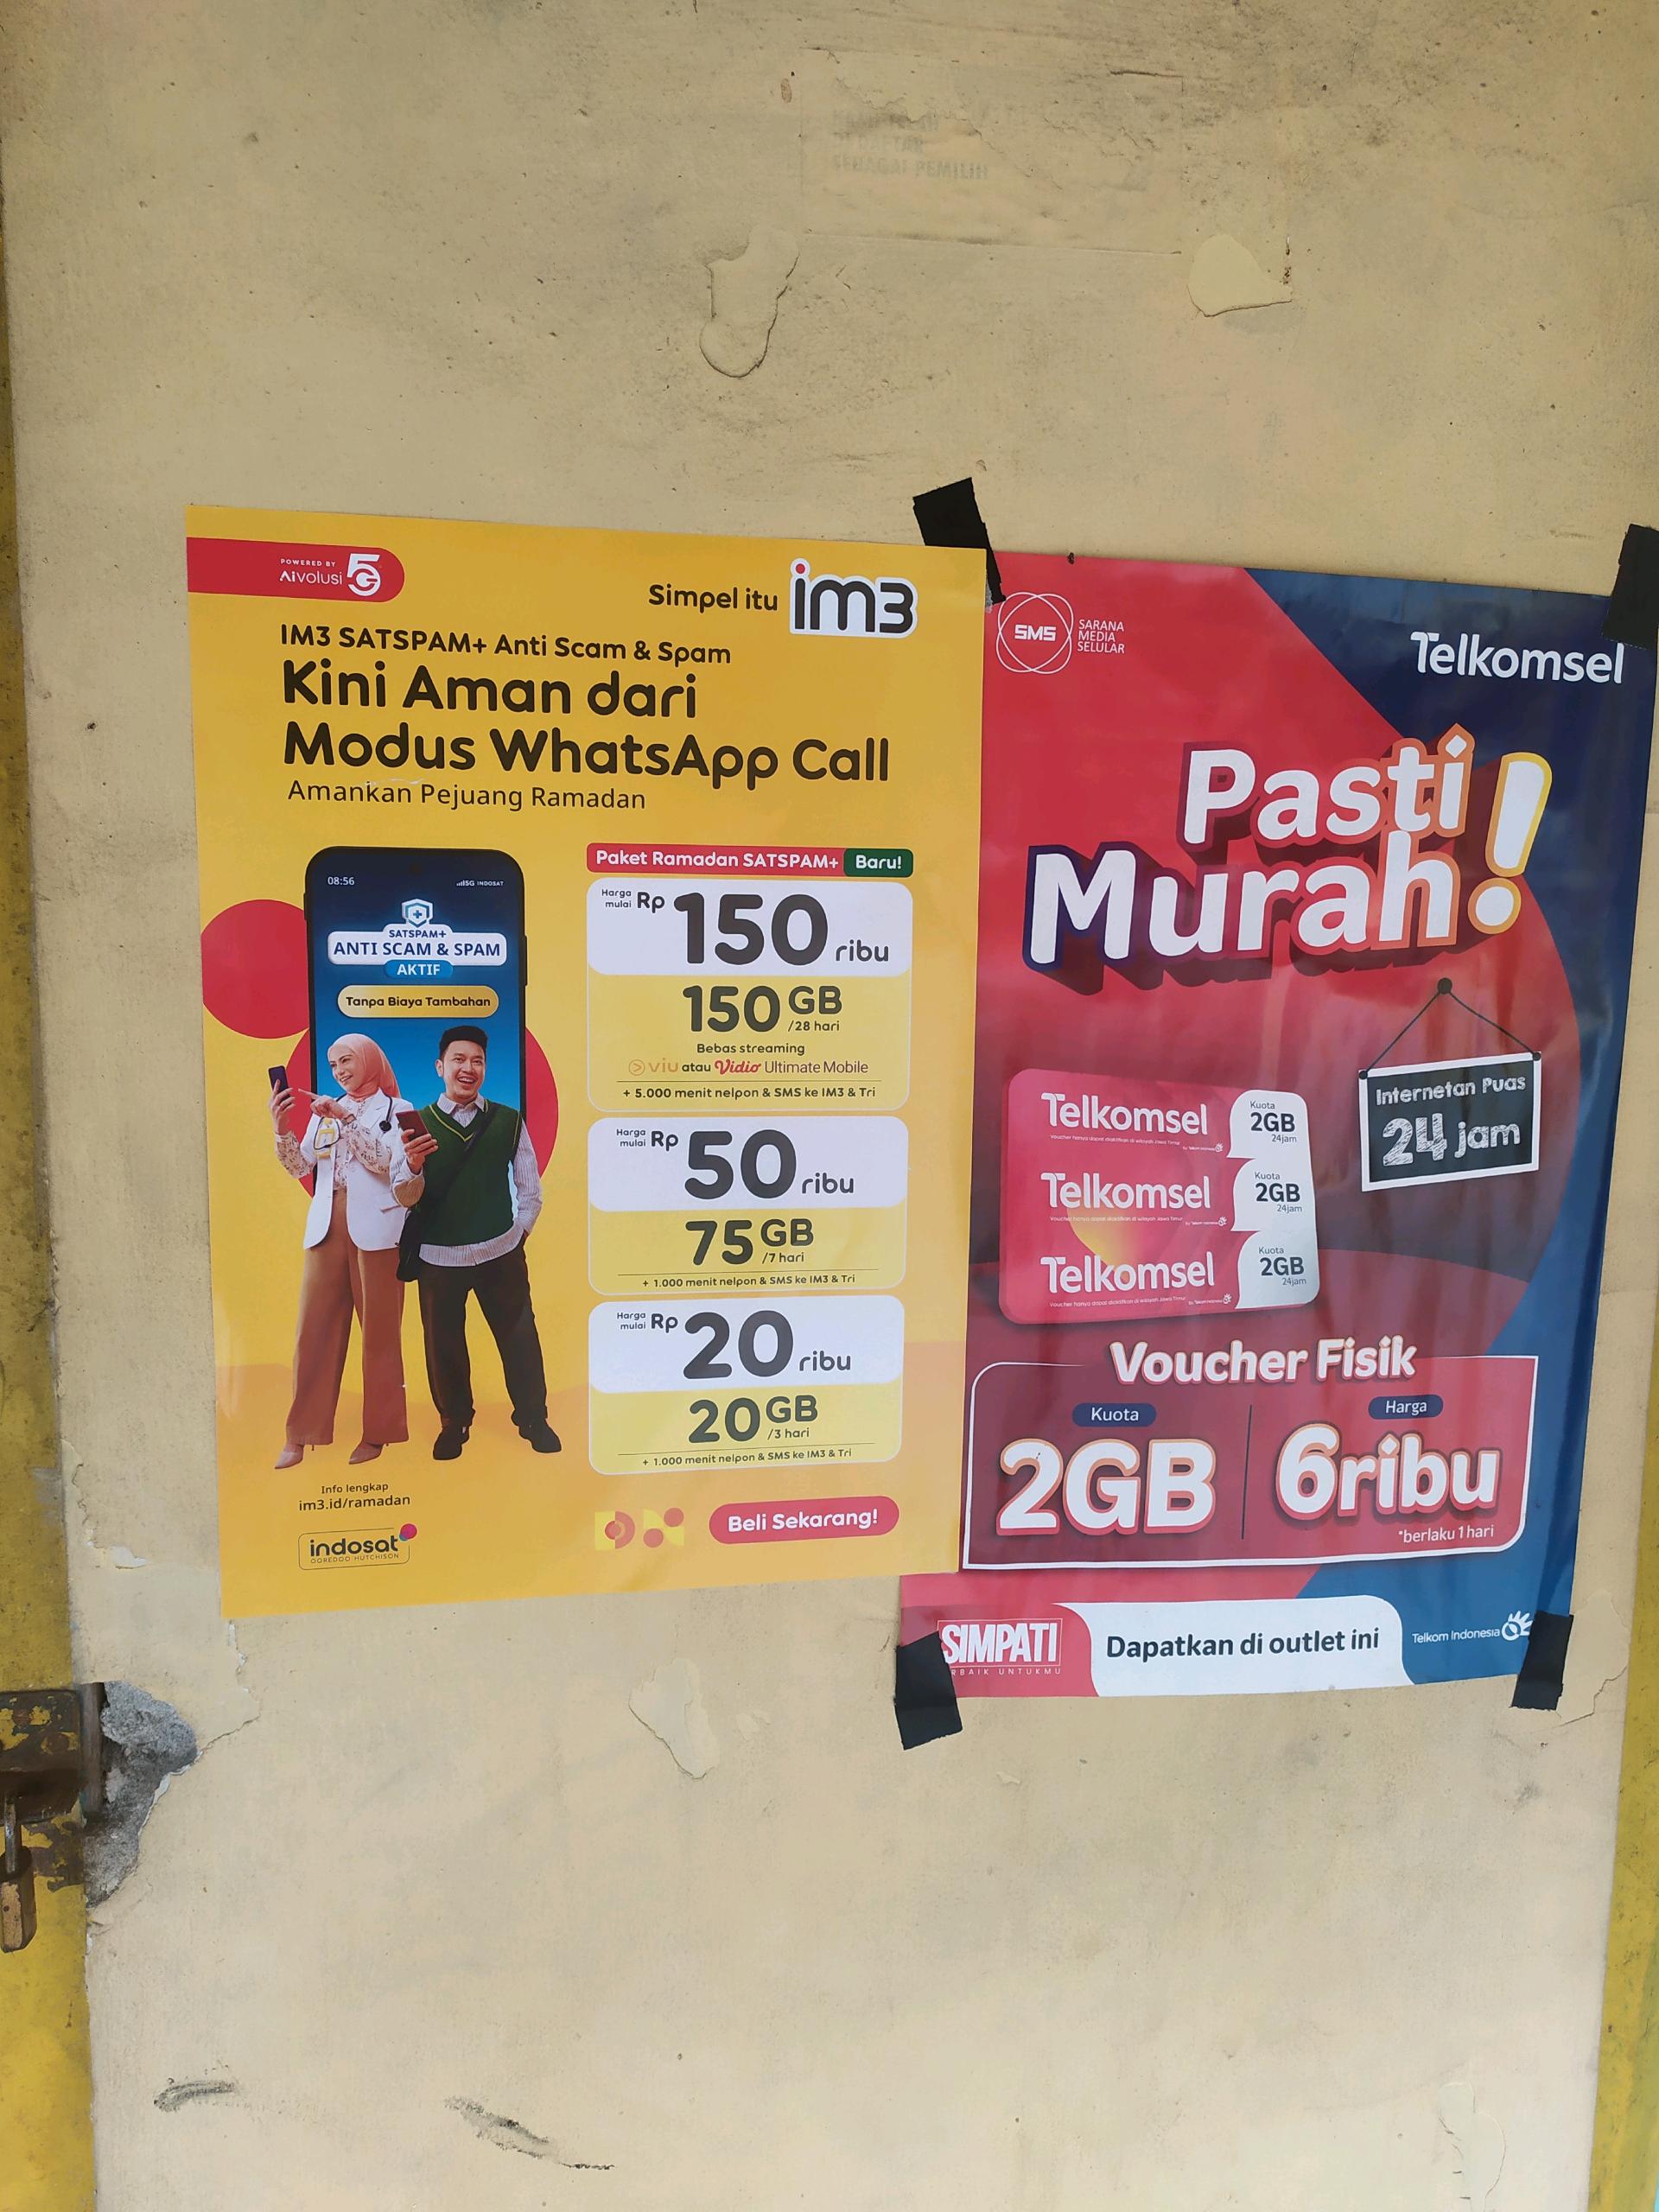 SEBAGAI PEMILIH
POWERED BY
Aivolusi 5G
Simpel itu im3
IM3 SATSPAM+ Anti Scam & Spam
Kini Aman dari
Modus WhatsApp Call
Amankan Pejuang Ramadan
08:56
5G INDOSAT
SATSPAM+
ANTI SCAM & SPAM
AKTIF
Tanpa Biaya Tambahan
Paket Ramadan SATSPAM+ Baru!
Harga mulai Rp 150 ribu
150 GB /28 hari
Bebas streaming
viu atau Vidio Ultimate Mobile
+ 5.000 menit nelpon & SMS ke IM3 & Tri
Harga mulai Rp 50 ribu
75 GB /7 hari
+ 1.000 menit nelpon & SMS ke IM3 & Tri
Harga mulai Rp 20 ribu
20 GB /3 hari
+ 1.000 menit nelpon & SMS ke IM3 & Tri
Info lengkap
im3.id/ramadan
indosat
OOREDOO HUTCHISON
Beli Sekarang!
SMS SARANA
MEDIA
SELULAR
Telkomsel
Pasti
Murah!
Internetan Puas
24 jam
Telkomsel
Kuota
2GB
24jam
Telkomsel
Kuota
2GB
24jam
Telkomsel
Kuota
2GB
24jam
Voucher Fisik
Kuota
2GB
Harga
6ribu
*berlaku 1 hari
SIMPATI
RBAIK UNTUKMU
Dapatkan di outlet ini
Telkom Indonesia